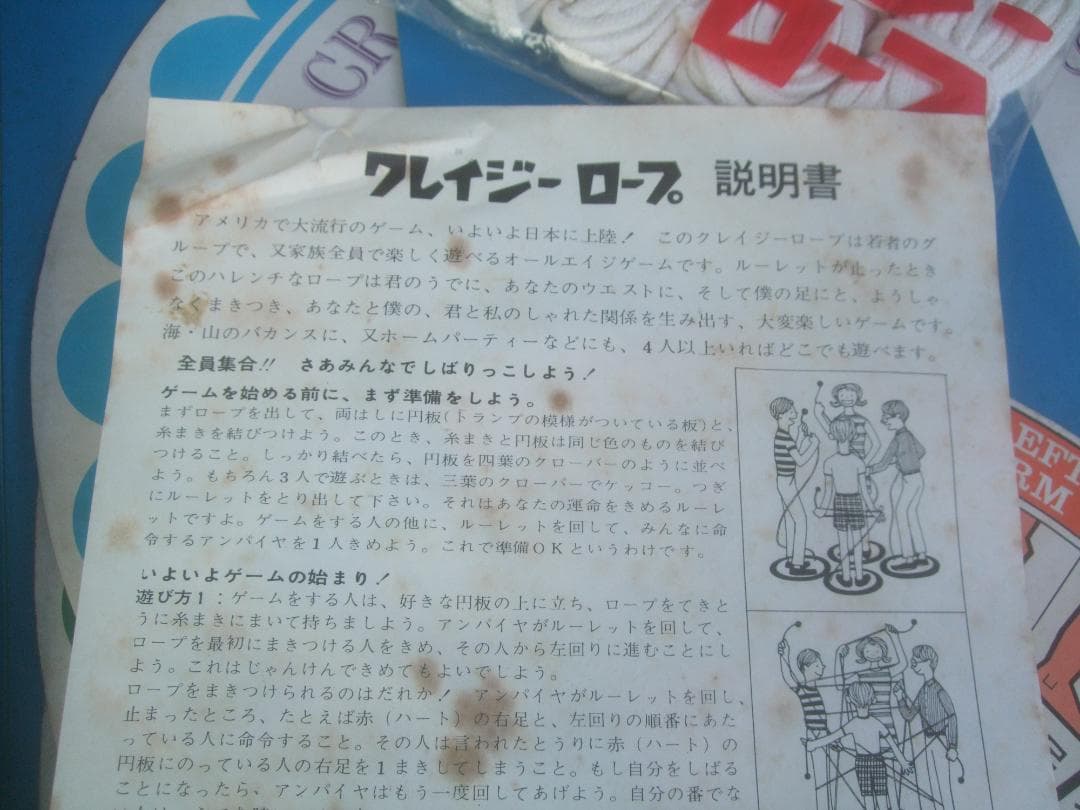 CR
ロー
クレイジーロープ 説明書
アメリカで大流行のゲーム、いよいよ日本に上陸! このクレイジーロープは若者のグ
ループで、又家族全員で楽しく遊べるオールエイジゲームです。ルーレットが止ったとき
このハレンチなロープは君のうでに、あなたのウエストに、そして僕の足にと、ようしゃ
なくまきつき、あなたと僕の、君と私のしゃれた関係を生み出す、大変楽しいゲームです。
海・山のバカンスに、又ホームパーティーなどにも、4人以上いればどこでも遊べます。
全員集合!! さあみんなでしばりっこしよう!
ゲームを始める前に、まず準備をしよう。
まずロープを出して、両はしに円板(トランプの模様がついている板)と、
糸まきを結びつけよう。このとき、糸まきと円板は同じ色のものを結び
つけること。しっかり結べたら、円板を四葉のクローバーのように並べ
よう。もちろん3人で遊ぶときは、三葉のクローバーでケッコー。つぎ
にルーレットをとり出して下さい。それはあなたの運命をきめるルーレ
ットですよ。ゲームをする人の他に、ルーレットを回して、みんなに命
令するアンパイヤを1人きめよう。これで準備OKというわけです。
いよいよゲームの始まり!
遊び方1:ゲームをする人は、好きな円板の上に立ち、ロープをてきと
うに糸まきにまいて持ちましょう。アンパイヤがルーレットを回して、
ロープを最初にまきつける人をきめ、その人から左回りに進むことにし
よう。これはじゃんけんできめてもよいでしょう。
ロープをまきつけられるのはだれか! アンパイヤがルーレットを回し、
止まったところ、たとえば赤(ハート)の右足と、左回りの順番にあた
っている人に命令すること。その人は言われたとうりに赤(ハート)の
円板にのっている人の右足を1まきしてしまうこと。もし自分をしばる
ことになったら、アンパイヤはもう一度回してあげよう。自分の番でな
EFT
RM